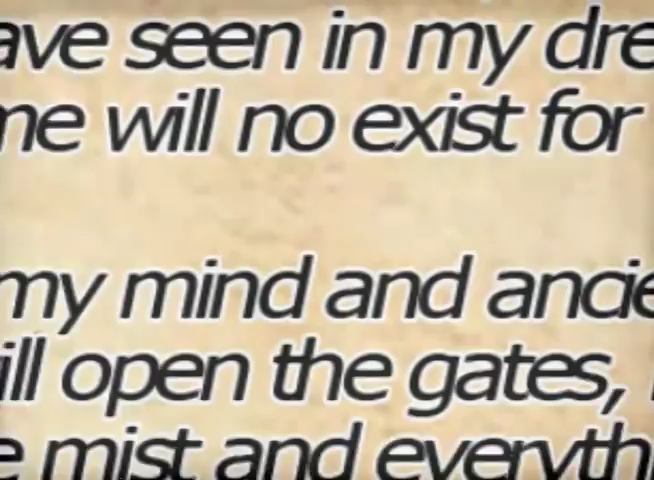 ave seen in my dre
me will no exist for
my mind and ancie
ill open the gates,
e mist and everyth